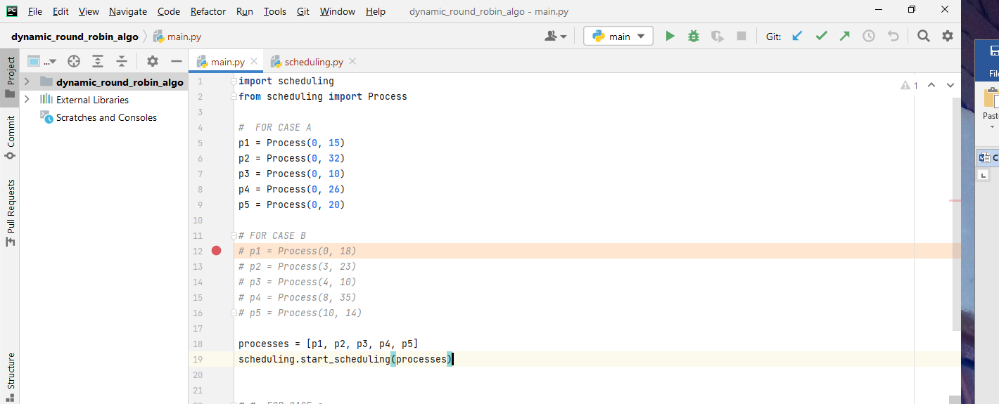 PC File Edit View Navigate Code Refactor Run Tools Git Window Help dynamic_round_robin_algo - main.py
dynamic_round_robin_algo main.py main Git:
Project
Commit
Pull Requests
Structure
...
dynamic_round_robin_algo
External Libraries
Scratches and Consoles
main.py scheduling.py
1 import scheduling
2 from scheduling import Process
3
4 #  FOR CASE A
5 p1 = Process(0, 15)
6 p2 = Process(0, 32)
7 p3 = Process(0, 10)
8 p4 = Process(0, 26)
9 p5 = Process(0, 20)
10
11 # FOR CASE B
12 # p1 = Process(0, 18)
13 # p2 = Process(3, 23)
14 # p3 = Process(4, 10)
15 # p4 = Process(8, 35)
16 # p5 = Process(10, 14)
17
18 processes = [p1, p2, p3, p4, p5]
19 scheduling.start_scheduling(processes)
20
21
1
File
Past
W C
L